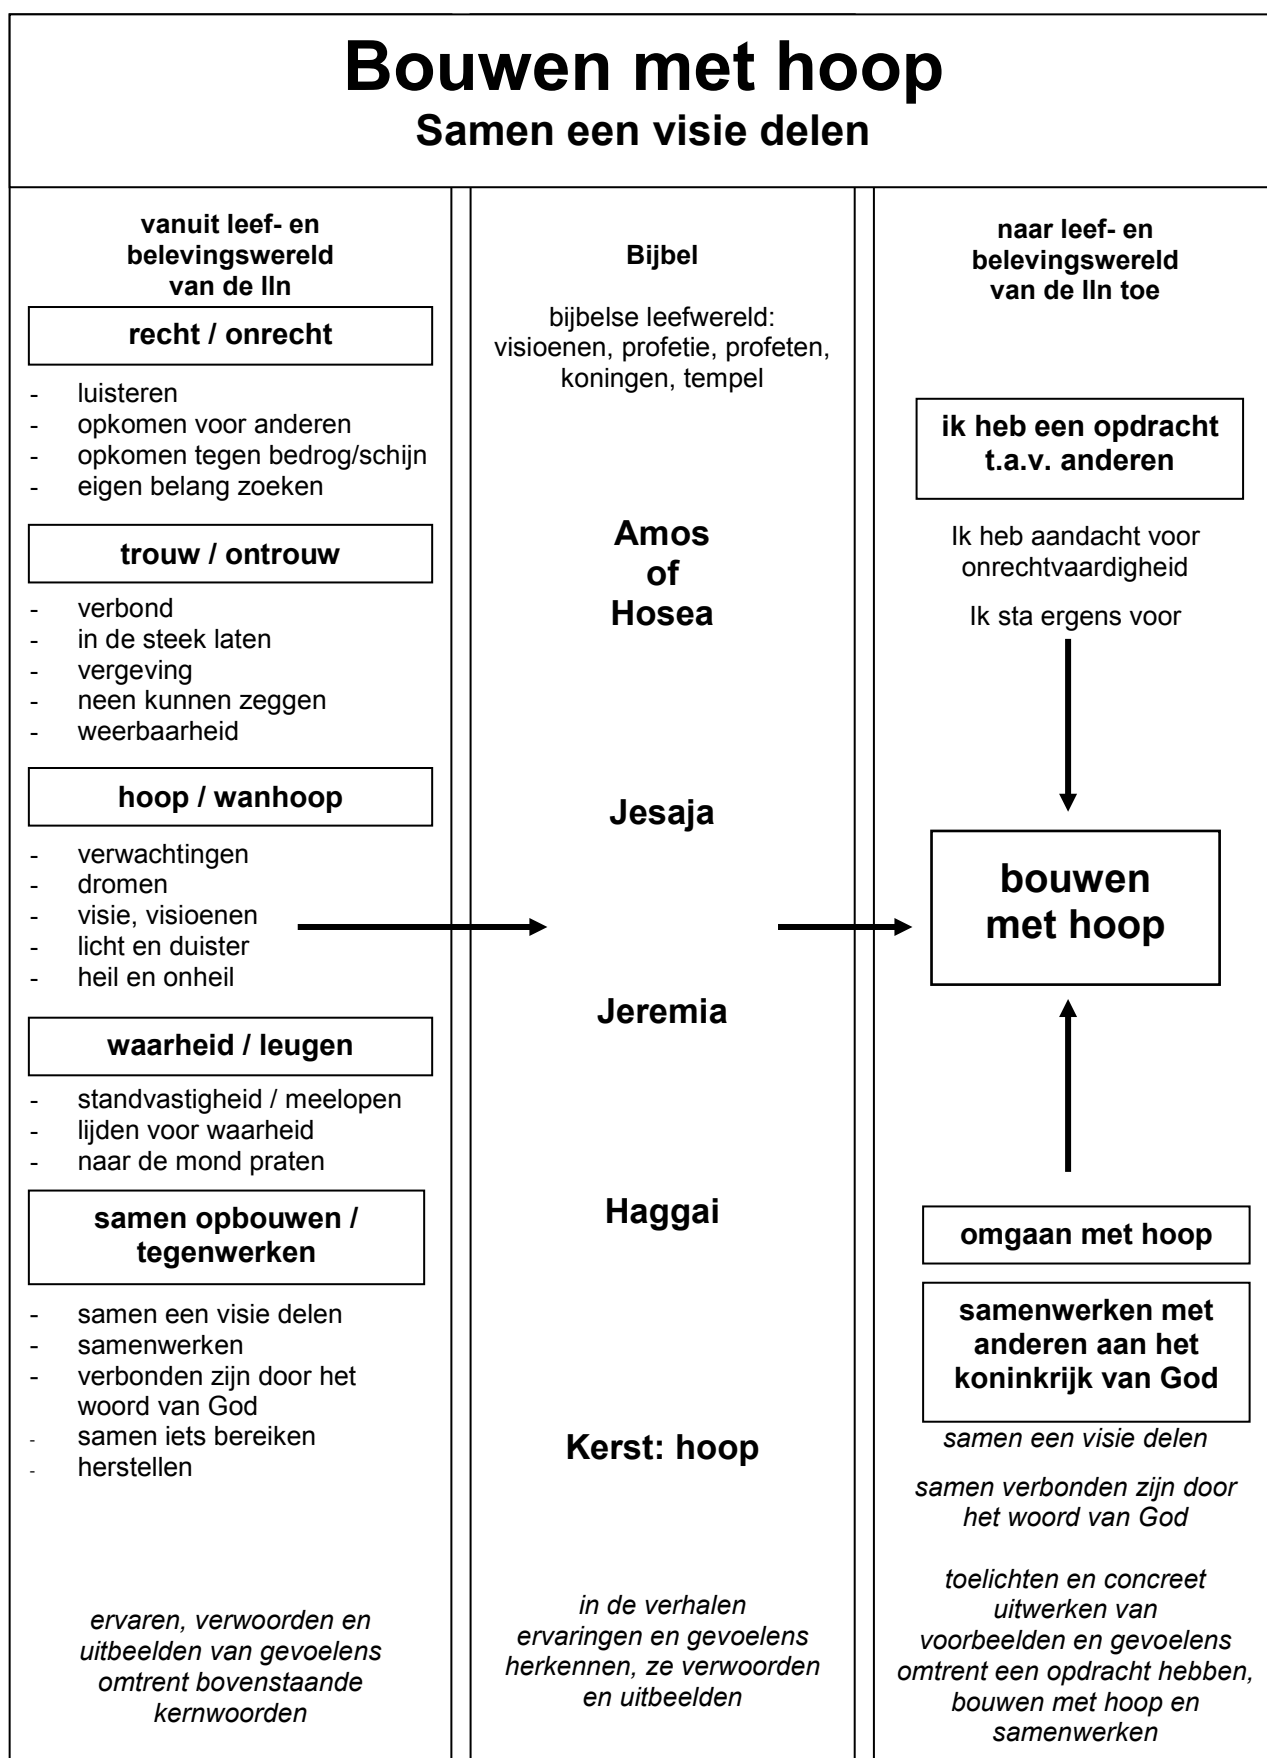 Bouwen met hoop
Samen een visie delen
vanuit leef- en
belevingswereld
van de lln
recht / onrecht
- luisteren
- opkomen voor anderen
- opkomen tegen bedrog/schijn
- eigen belang zoeken
trouw / ontrouw
- verbond
- in de steek laten
- vergeving
- neen kunnen zeggen
- weerbaarheid
hoop / wanhoop
- verwachtingen
- dromen
- visie, visioenen
- licht en duister
- heil en onheil
waarheid / leugen
- standvastigheid / meelopen
- lijden voor waarheid
- naar de mond praten
samen opbouwen /
tegenwerken
- samen een visie delen
- samenwerken
- verbonden zijn door het
woord van God
- samen iets bereiken
- herstellen
ervaren, verwoorden en
uitbeelden van gevoelens
omtrent bovenstaande
kernwoorden
Bijbel
bijbelse leefwereld:
visioenen, profetie, profeten,
koningen, tempel
Amos
of
Hosea
Jesaja
Jeremia
Haggai
Kerst: hoop
in de verhalen
ervaringen en gevoelens
herkennen, ze verwoorden
en uitbeelden
naar leef- en
belevingswereld
van de lln toe
ik heb een opdracht
t.a.v. anderen
Ik heb aandacht voor
onrechtvaardigheid
Ik sta ergens voor
bouwen
met hoop
omgaan met hoop
samenwerken met
anderen aan het
koninkrijk van God
samen een visie delen
samen verbonden zijn door
het woord van God
toelichten en concreet
uitwerken van
voorbeelden en gevoelens
omtrent een opdracht hebben,
bouwen met hoop en
samenwerken